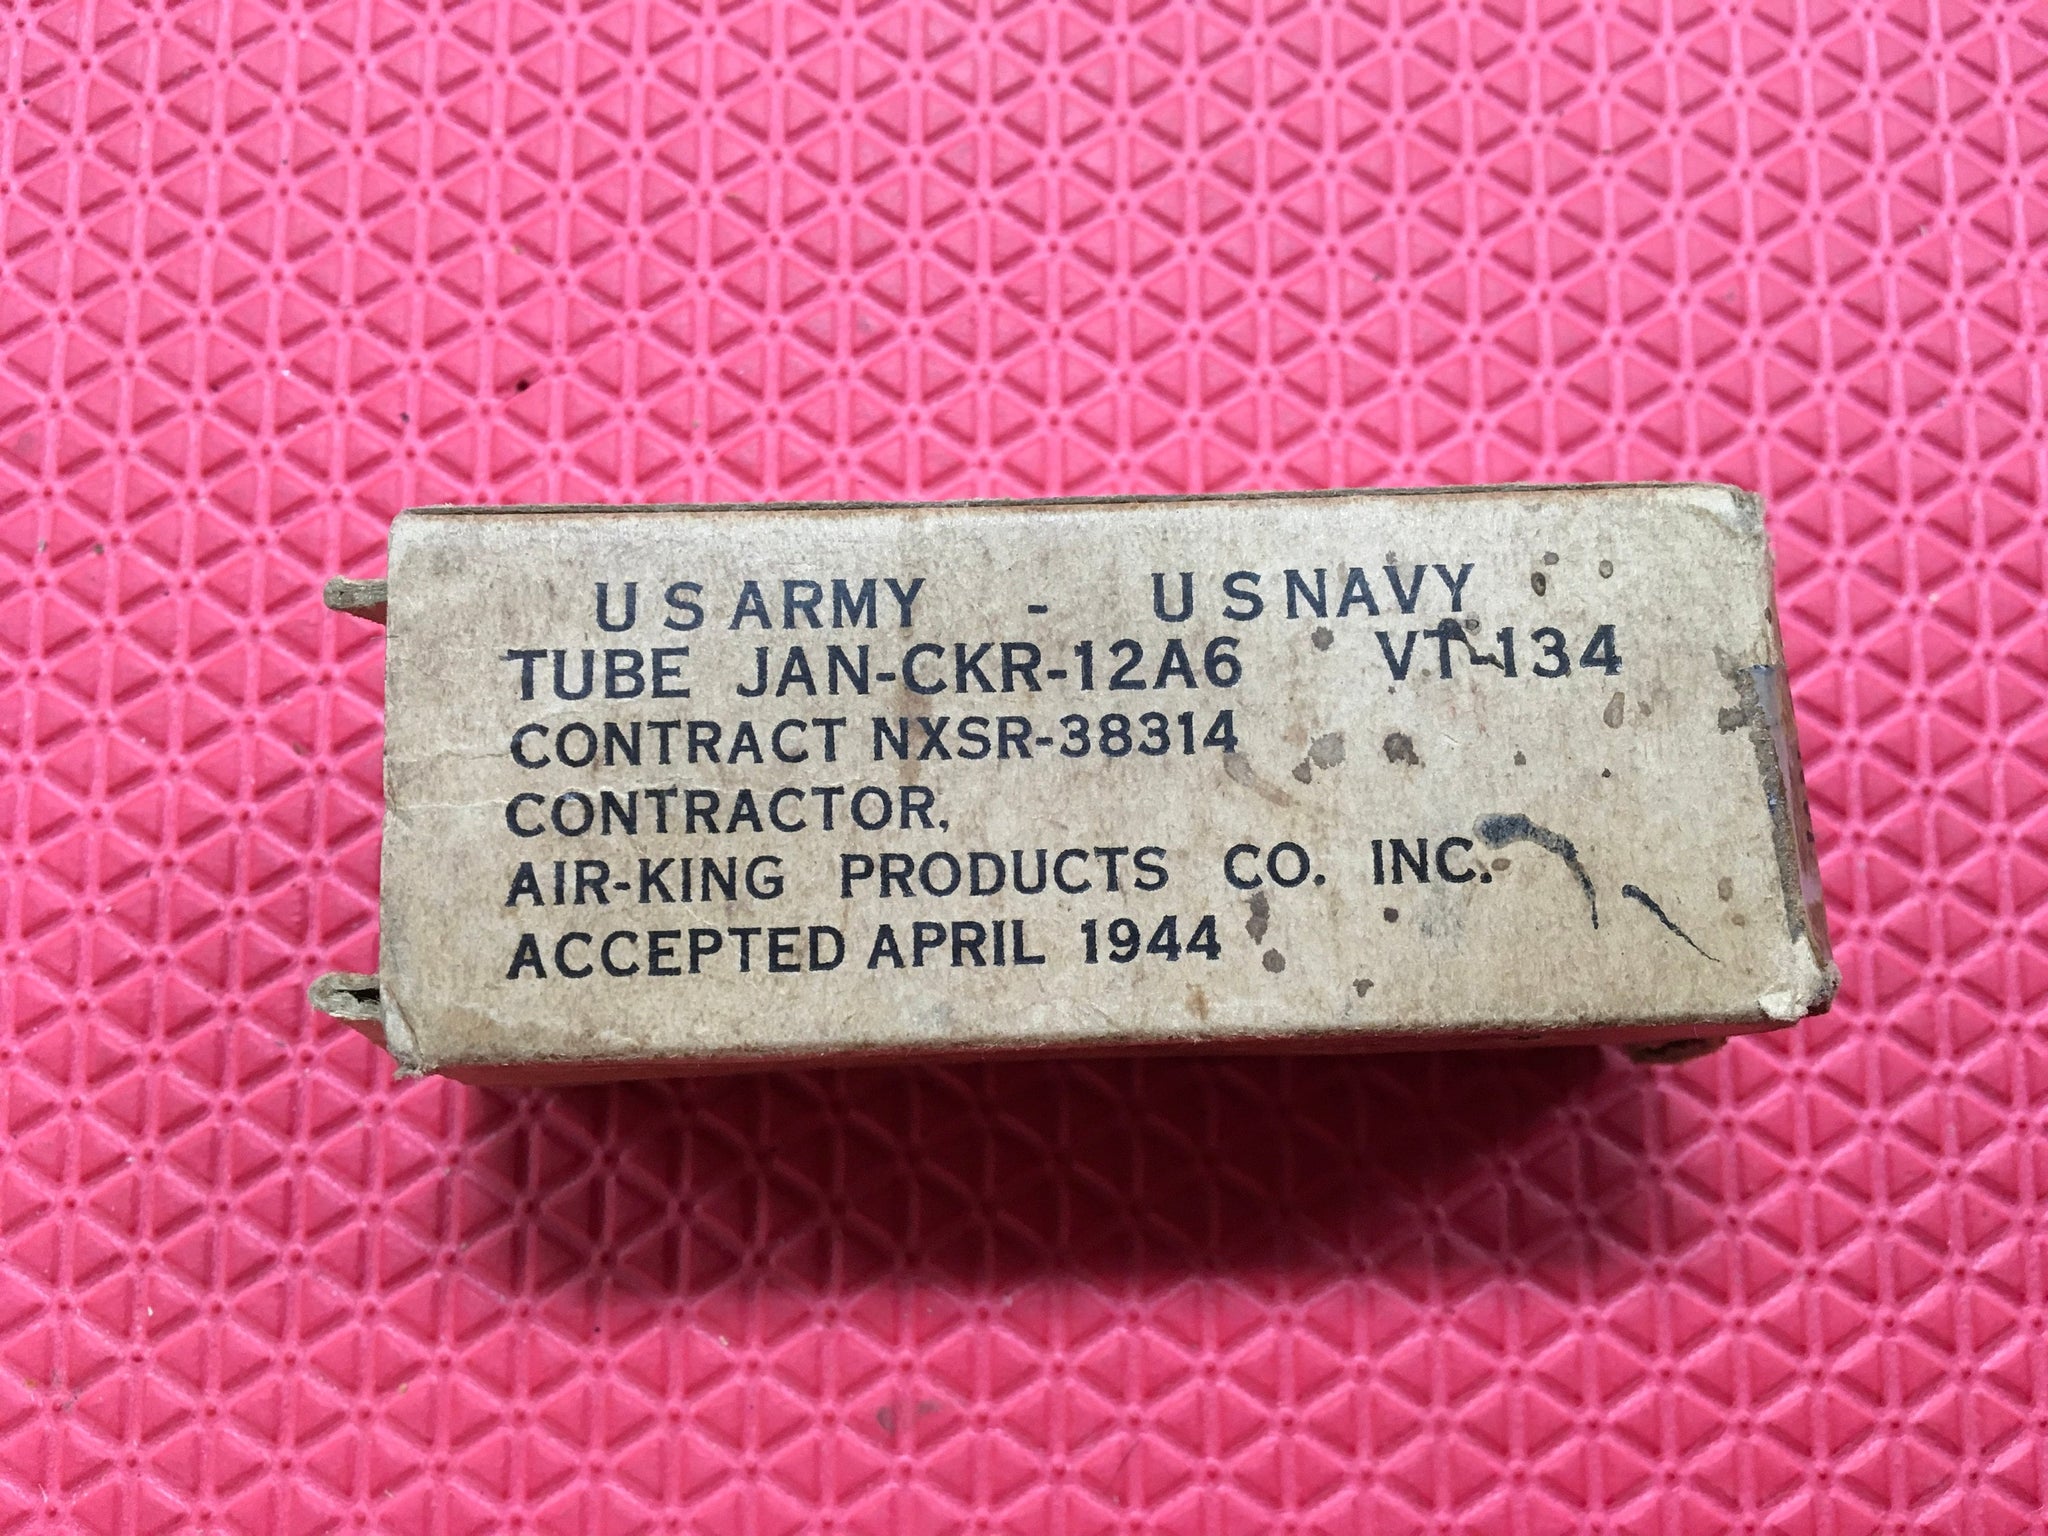 U S ARMY - U S NAVY
TUBE JAN-CKR-12A6 VT-134
CONTRACT NXSR-38314
CONTRACTOR,
AIR-KING PRODUCTS CO. INC.
ACCEPTED APRIL 1944